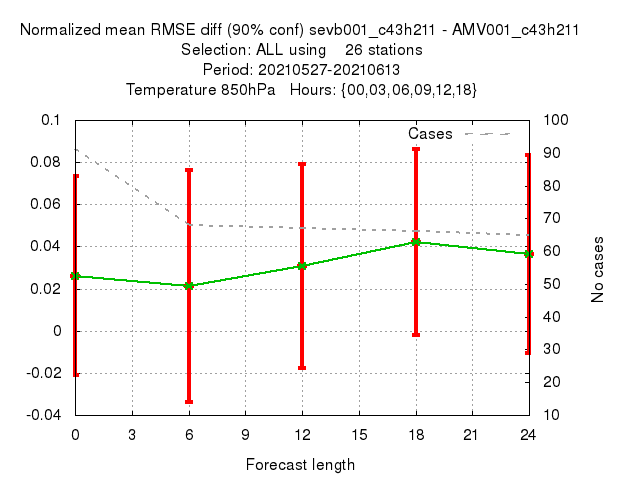 Normalized mean RMSE diff (90% conf) sevb001_c43h211 - AMV001_c43h211
Selection: ALL using 26 stations
Period: 20210527-20210613
Temperature 850hPa Hours: {00,03,06,09,12,18}
Cases
0.1
0.08
0.06
0.04
0.02
0
-0.02
-0.04
100
90
80
70
60
50
40
30
20
10
No cases
0 3 6 9 12 15 18 21 24
Forecast length